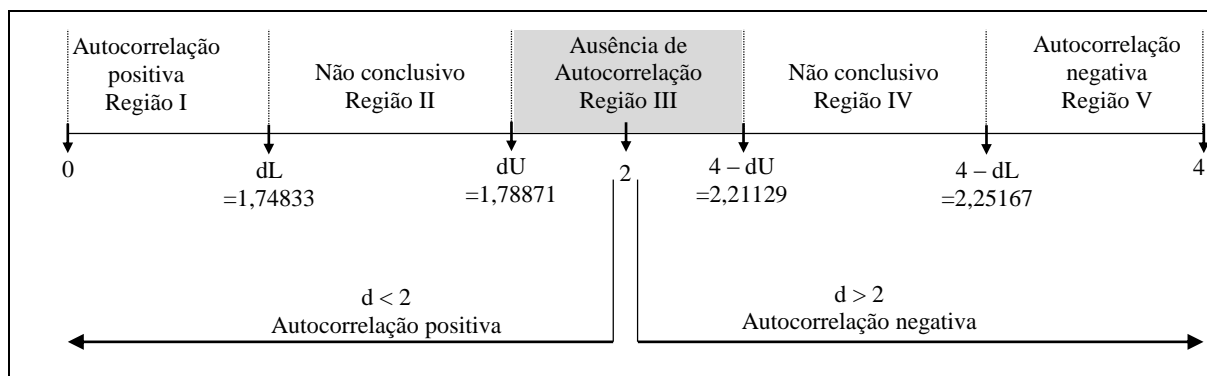 Autocorrelação
positiva
Região I
Não conclusivo
Região II
Ausência de
Autocorrelação
Região III
Não conclusivo
Região IV
Autocorrelação
negativa
Região V
0
dL
=1,74833
dU
=1,78871
2
4 – dU
=2,21129
4 – dL
=2,25167
4
d < 2
Autocorrelação positiva
d > 2
Autocorrelação negativa